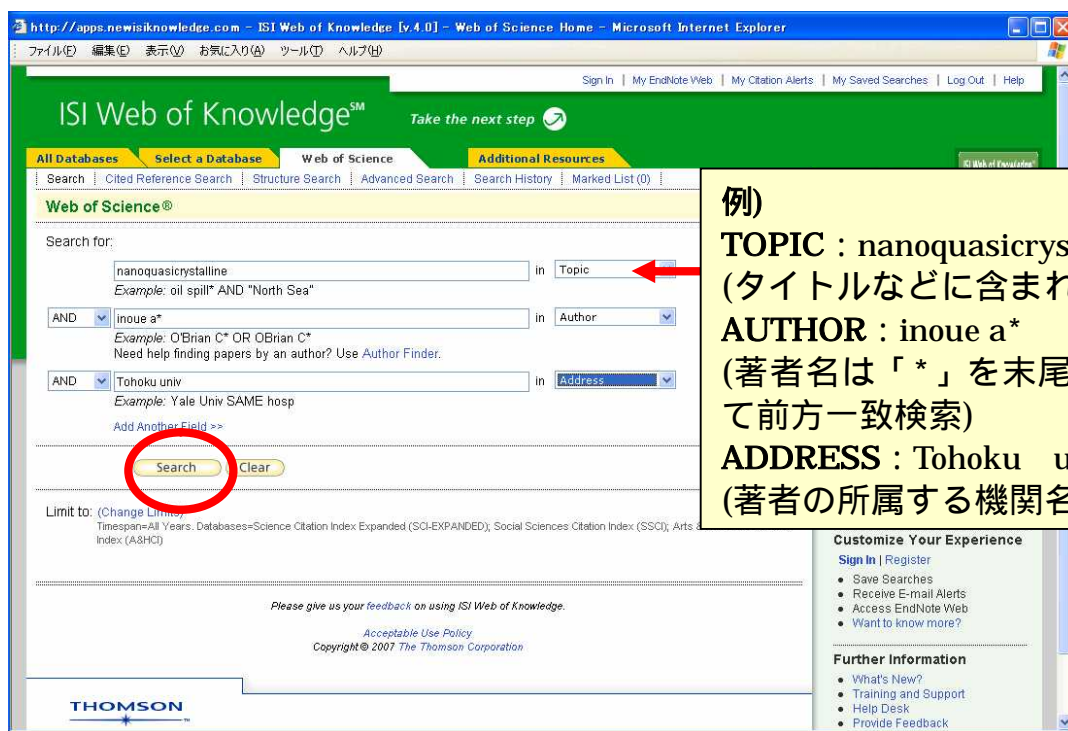 http://apps.newisiknowledge.com - ISI Web of Knowledge [v.4.0] - Web of Science Home - Microsoft Internet Explorer
ファイル(F) 編集(E) 表示(V) お気に入り(A) ツール(T) ヘルプ(H)
Sign In | My EndNote Web | My Citation Alerts | My Saved Searches | Log Out | Help
ISI Web of Knowledge℠ Take the next step
All Databases Select a Database Web of Science Additional Resources
Search | Cited Reference Search | Structure Search | Advanced Search | Search History | Marked List (0) |
Web of Science®
Search for:
nanoquasicrystalline in Topic
Example: oil spill* AND "North Sea"
AND inoue a* in Author
Example: O'Brian C* OR OBrian C*
Need help finding papers by an author? Use Author Finder.
AND Tohoku univ in Address
Example: Yale Univ SAME hosp
Add Another Field >>
Search Clear
Limit to: (Change Limits)
Timespan=All Years. Databases=Science Citation Index Expanded (SCI-EXPANDED); Social Sciences Citation Index (SSCI); Arts &
Index (A&HCI)
Please give us your feedback on using ISI Web of Knowledge.
Acceptable Use Policy
Copyright © 2007 The Thomson Corporation
THOMSON
例)
TOPIC : nanoquasicrys
(タイトルなどに含まれ
AUTHOR : inoue a*
(著者名は「*」を末尾
て前方一致検索)
ADDRESS : Tohoku u
(著者の所属する機関名
Customize Your Experience
Sign In | Register
• Save Searches
• Receive E-mail Alerts
• Access EndNote Web
• Want to know more?
Further Information
• What's New?
• Training and Support
• Help Desk
• Provide Feedback